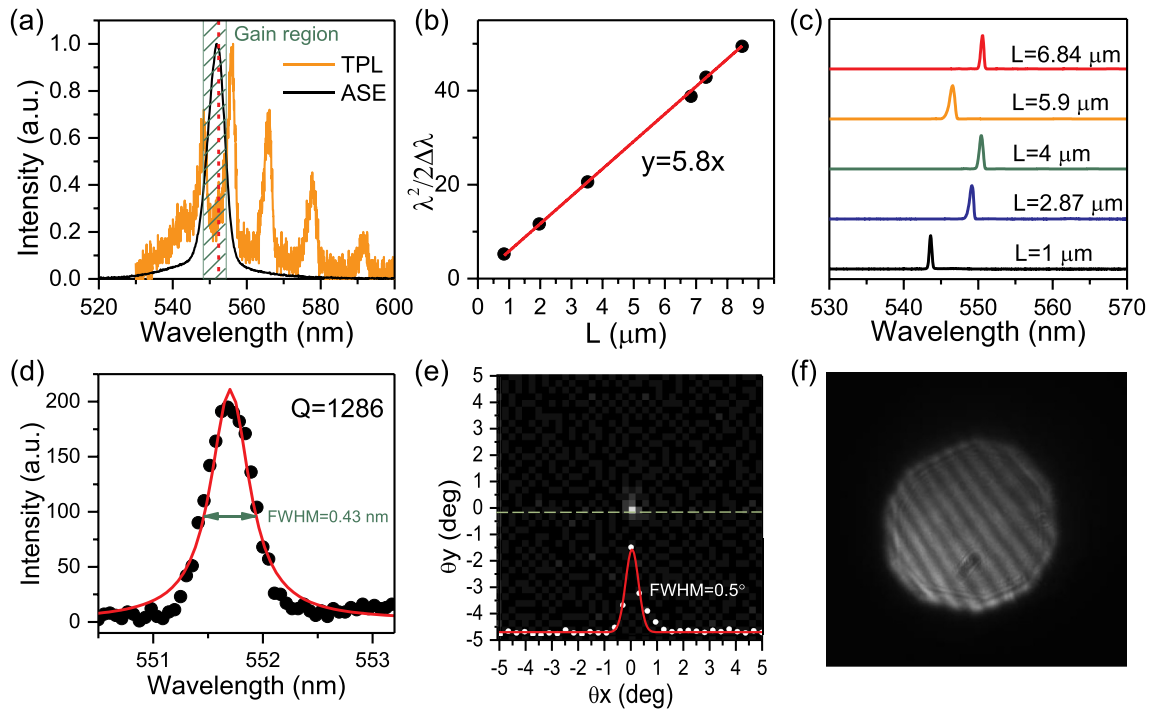 (a)
Intensity (a.u.)
1.0
0.8
0.6
0.4
0.2
0.0
Gain region
TPL
ASE
520 540 560 580 600
Wavelength (nm)
(b)
λ²/2Δλ
40
20
0
y=5.8x
0 1 2 3 4 5 6 7 8 9
L (μm)
(c)
L=6.84 μm
L=5.9 μm
L=4 μm
L=2.87 μm
L=1 μm
530 540 550 560 570
Wavelength (nm)
(d)
Intensity (a.u.)
200
150
100
50
0
Q=1286
FWHM=0.43 nm
551 552 553
Wavelength (nm)
(e)
θy (deg)
5
4
3
2
1
0
-1
-2
-3
-4
-5
FWHM=0.5°
-5 -4 -3 -2 -1 0 1 2 3 4 5
θx (deg)
(f)